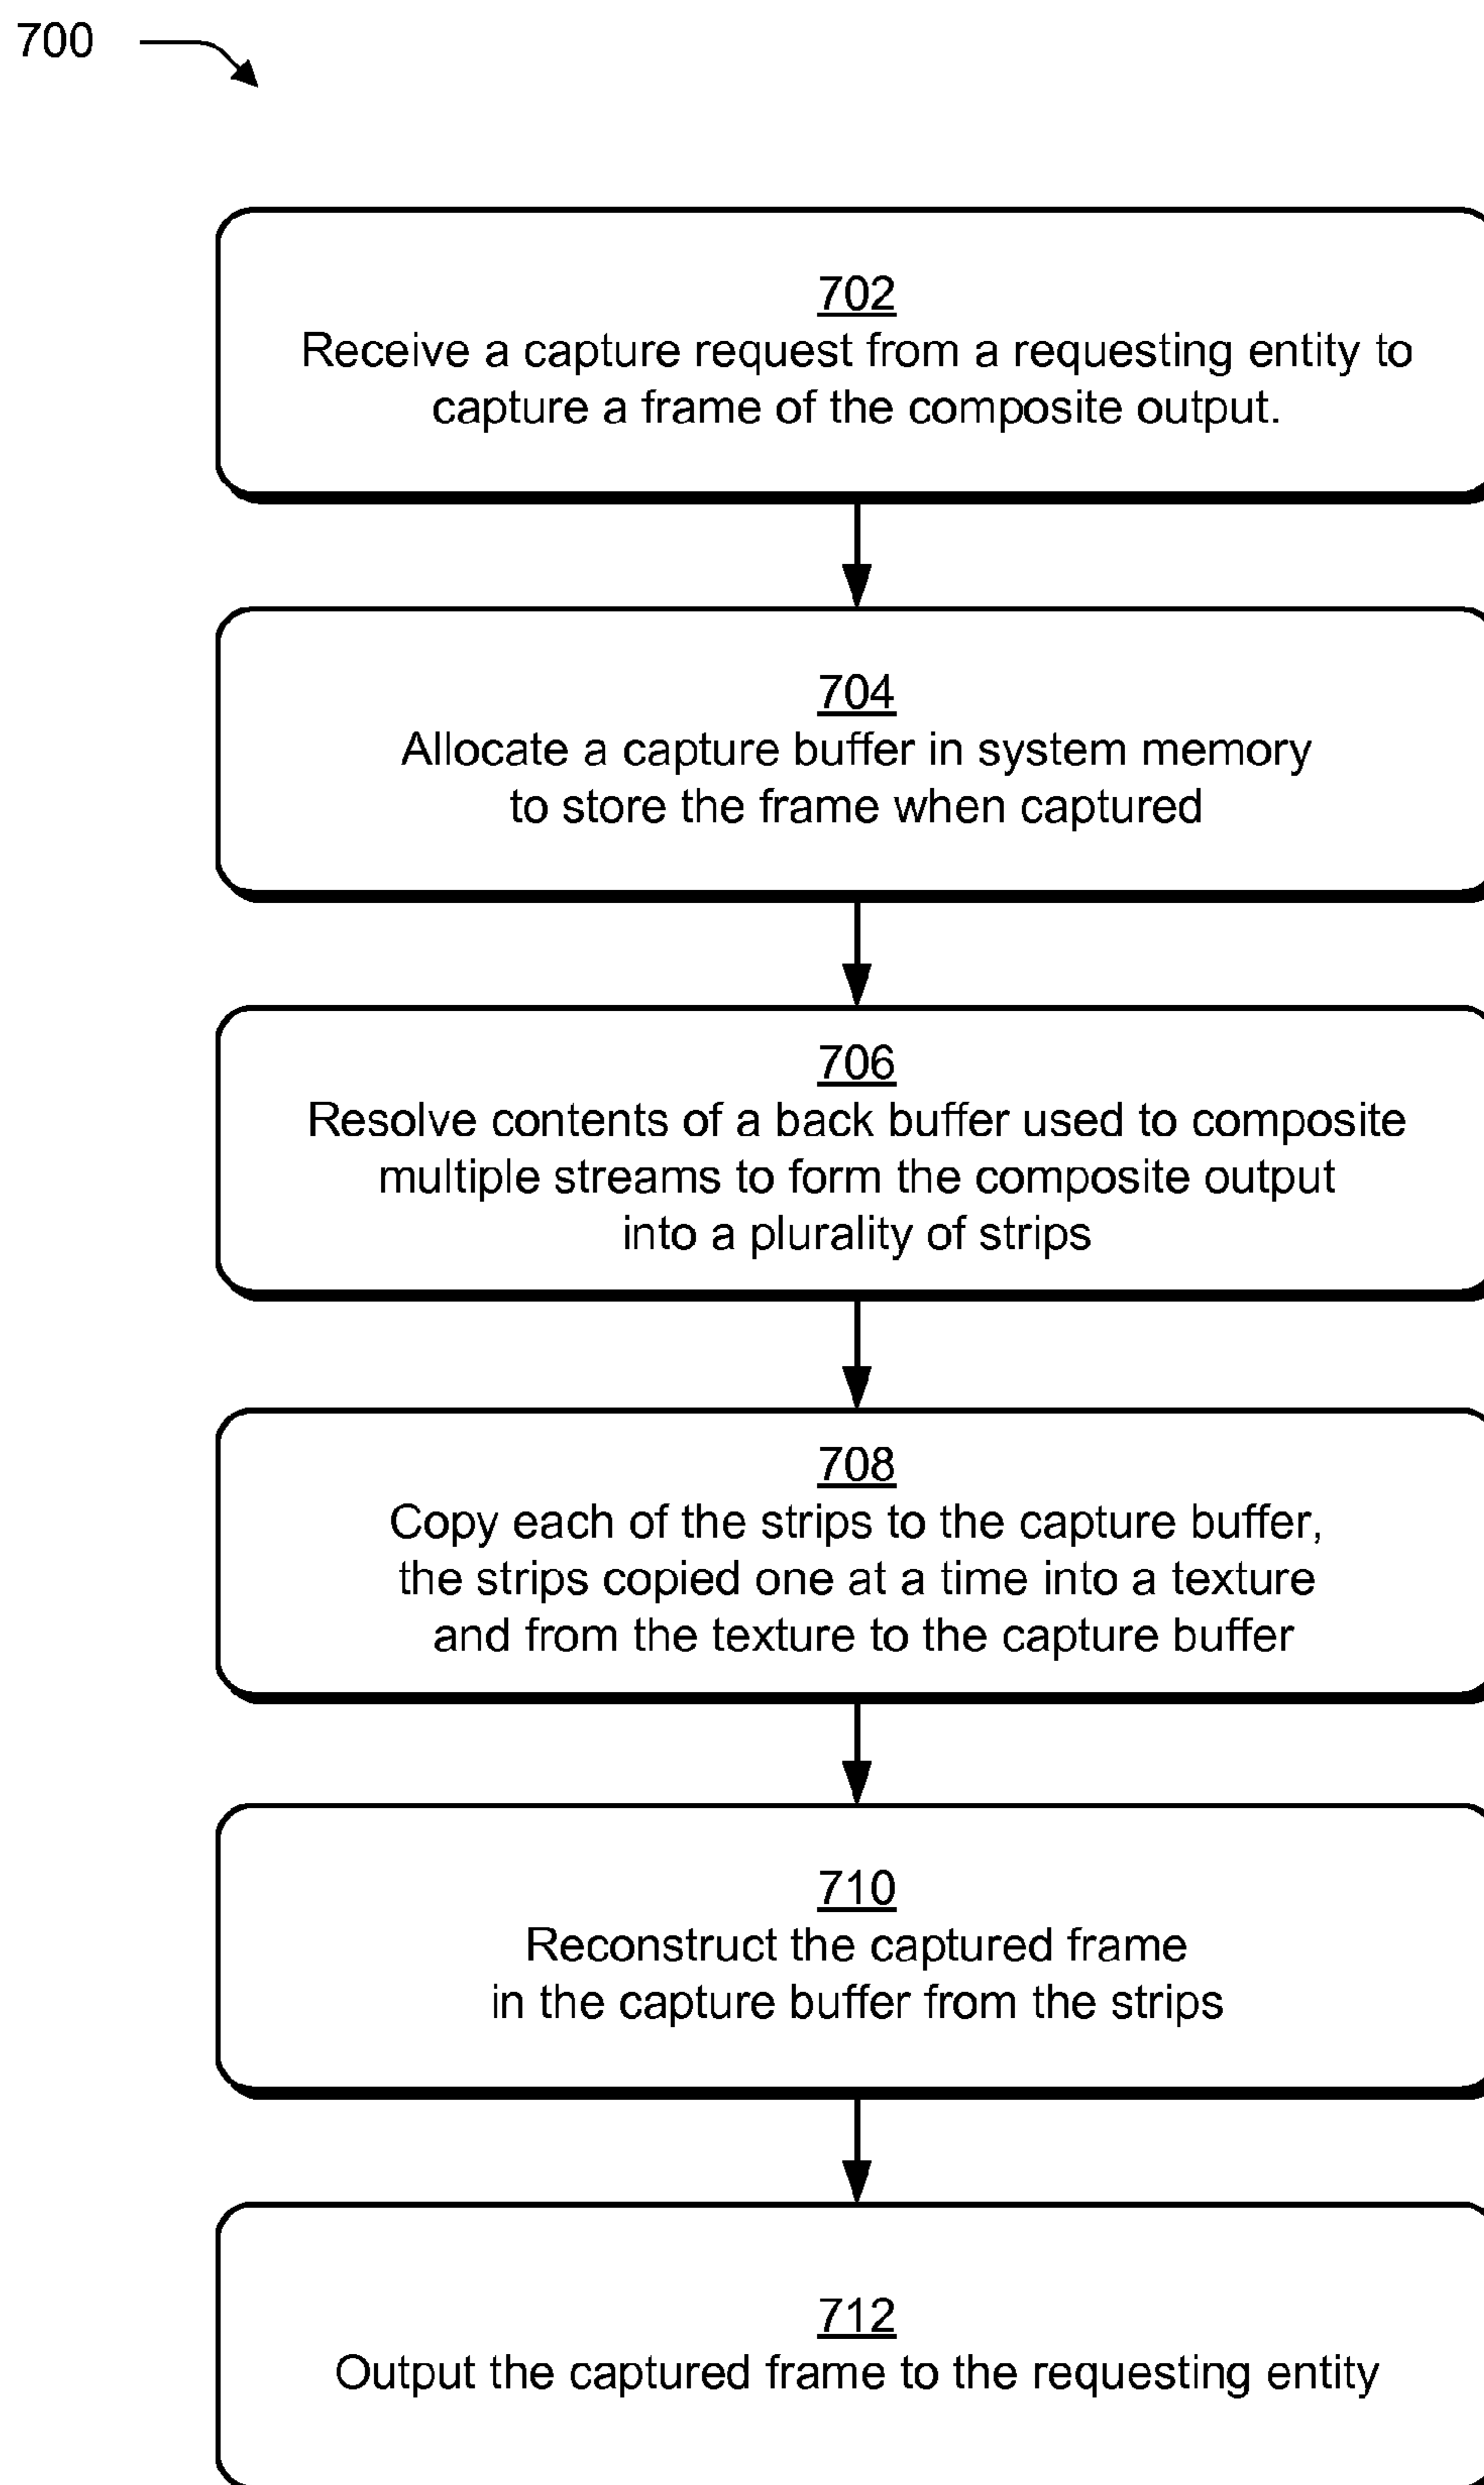 700
702
Receive a capture request from a requesting entity to
capture a frame of the composite output.
704
Allocate a capture buffer in system memory
to store the frame when captured
706
Resolve contents of a back buffer used to composite
multiple streams to form the composite output
into a plurality of strips
708
Copy each of the strips to the capture buffer,
the strips copied one at a time into a texture
and from the texture to the capture buffer
710
Reconstruct the captured frame
in the capture buffer from the strips
712
Output the captured frame to the requesting entity